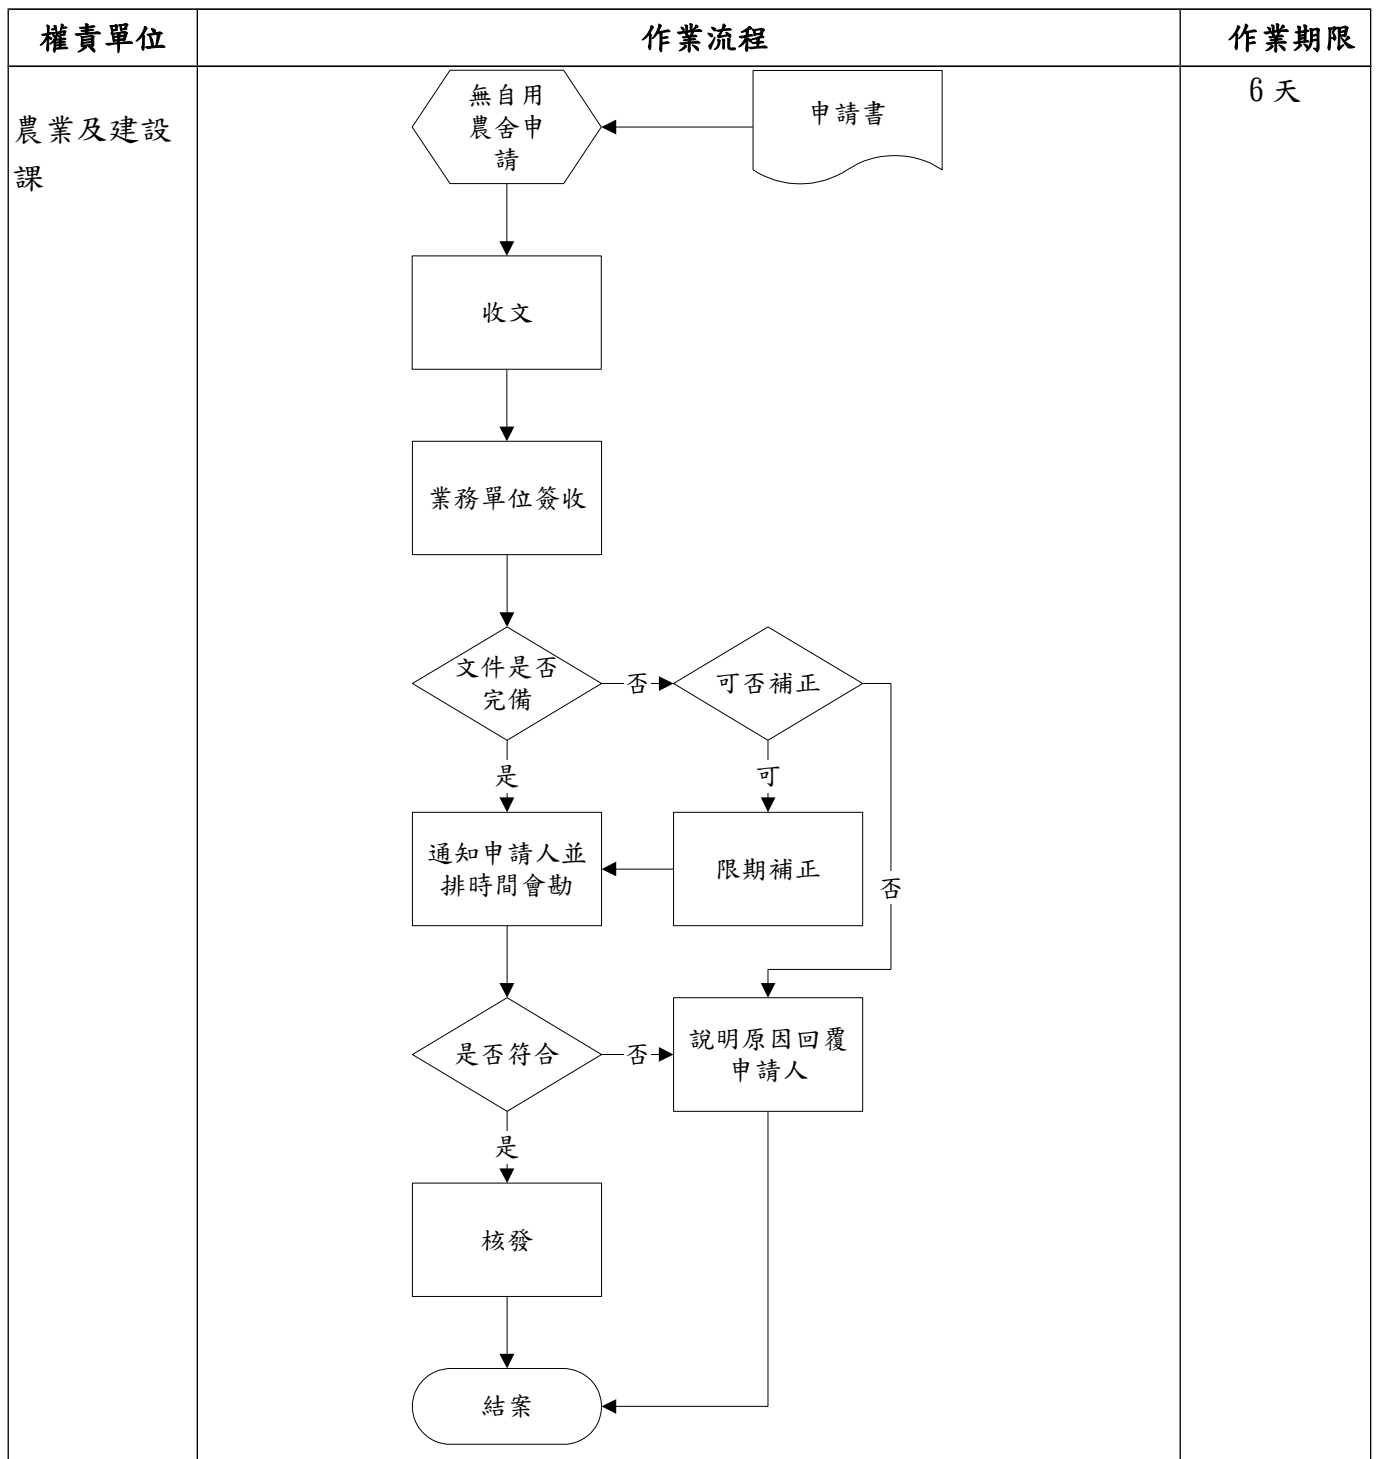 權責單位
作業流程
作業期限
農業及建設
課
6 天
無自用
農舍申
請
申請書
收文
業務單位簽收
文件是否
完備
否
可否補正
是
可
通知申請人並
排時間會勘
限期補正
否
是否符合
否
說明原因回覆
申請人
是
核發
結案